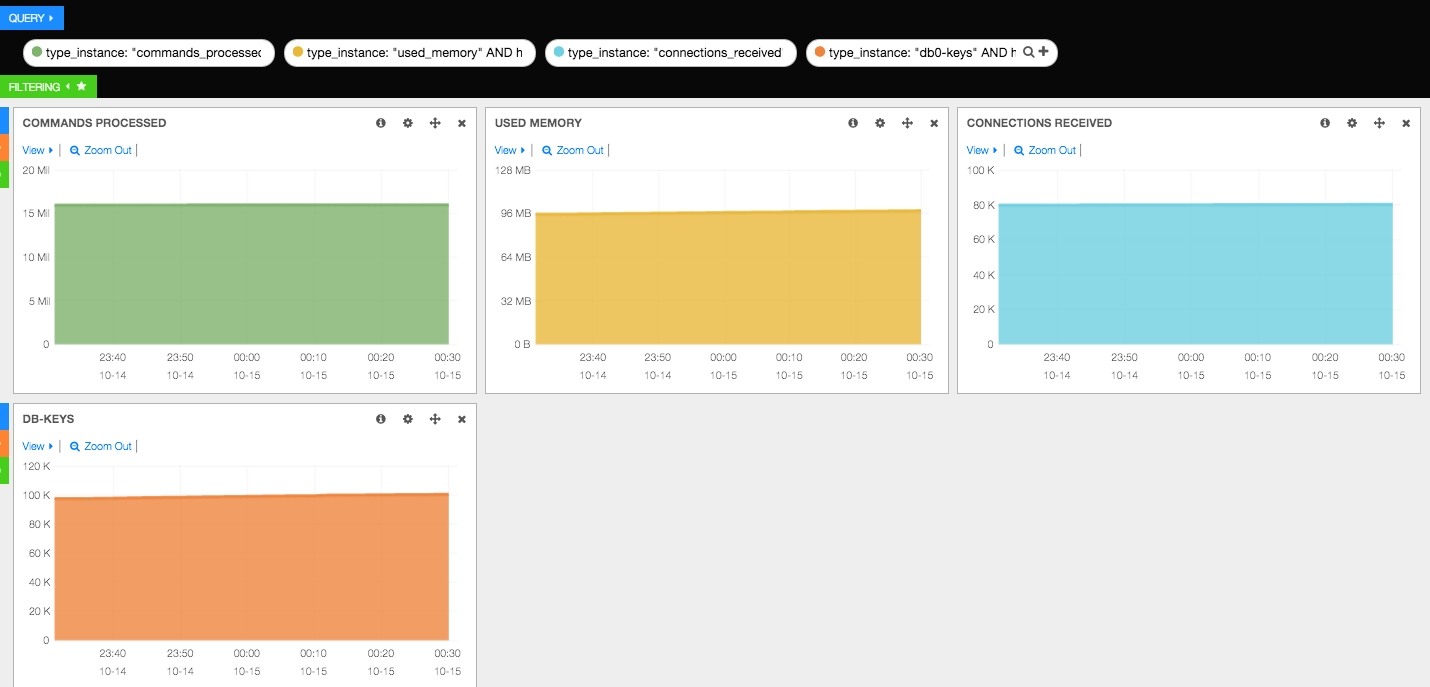 QUERY
type_instance: "commands_processed
type_instance: "used_memory" AND h
type_instance: "connections_received
type_instance: "db0-keys" AND h
FILTERING
COMMANDS PROCESSED
View | Zoom Out |
20 Mil
15 Mil
10 Mil
5 Mil
0
23:40 23:50 00:00 00:10 00:20 00:30
10-14 10-14 10-15 10-15 10-15 10-15
USED MEMORY
View | Zoom Out |
128 MB
96 MB
64 MB
32 MB
0 B
23:40 23:50 00:00 00:10 00:20 00:30
10-14 10-14 10-15 10-15 10-15 10-15
CONNECTIONS RECEIVED
View | Zoom Out |
100 K
80 K
60 K
40 K
20 K
0
23:40 23:50 00:00 00:10 00:20 00:30
10-14 10-14 10-15 10-15 10-15 10-15
DB-KEYS
View | Zoom Out |
120 K
100 K
80 K
60 K
40 K
20 K
0
23:40 23:50 00:00 00:10 00:20 00:30
10-14 10-14 10-15 10-15 10-15 10-15